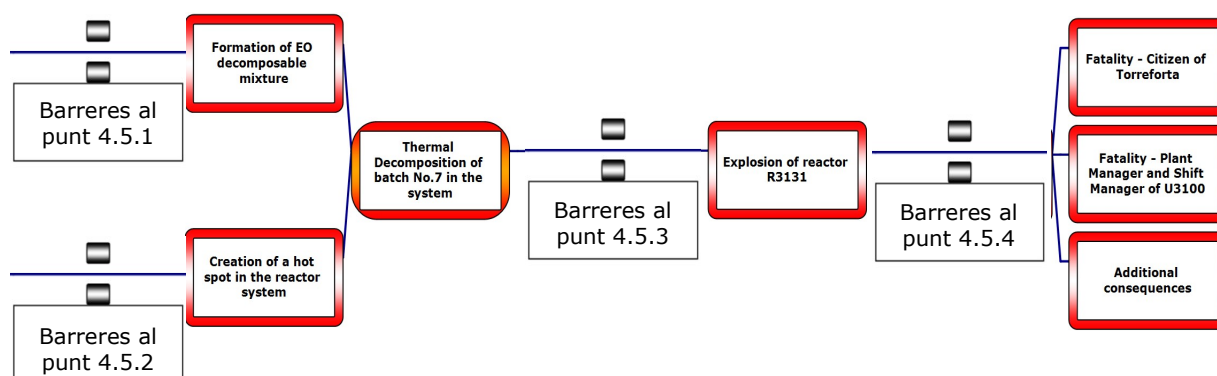 Formation of EO
decomposable
mixture
Barreres al
punt 4.5.1
Creation of a hot
spot in the reactor
system
Barreres al
punt 4.5.2
Thermal
Decomposition of
batch No.7 in the
system
Barreres al
punt 4.5.3
Explosion of reactor
R3131
Barreres al
punt 4.5.4
Fatality - Citizen of
Torreforta
Fatality - Plant
Manager and Shift
Manager of U3100
Additional
consequences